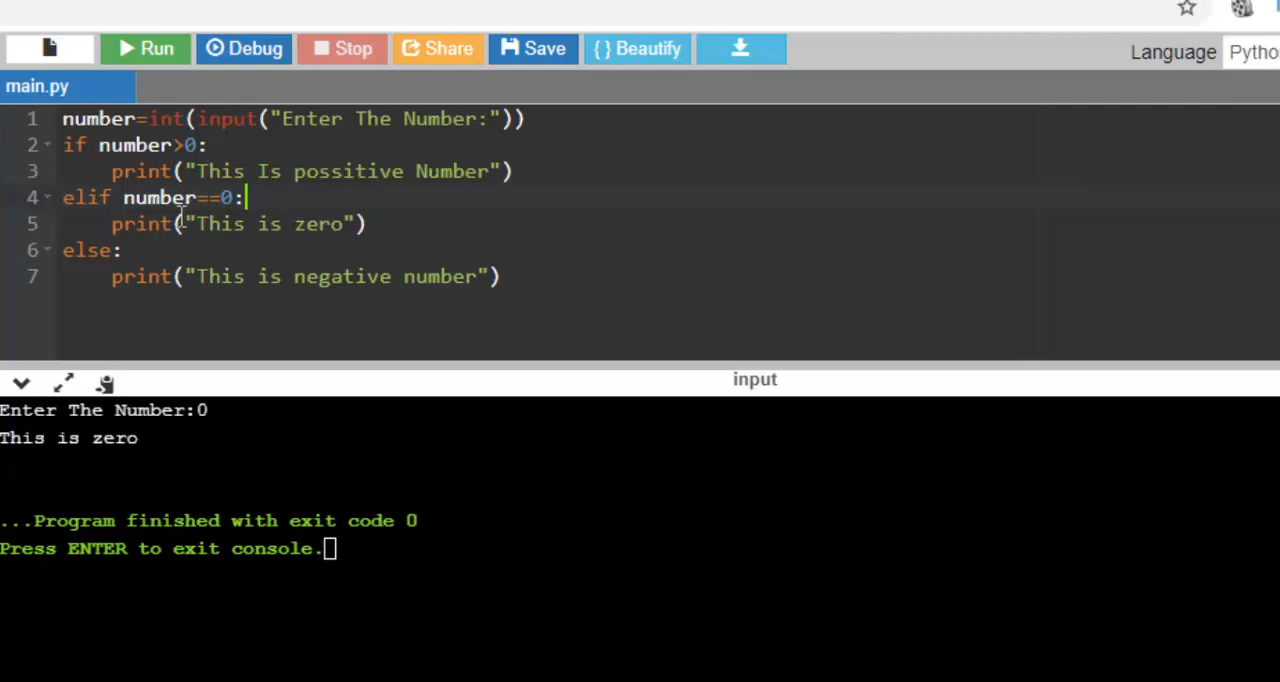 Run Debug Stop Share Save { } Beautify Language Pytho
main.py
1 number=int(input("Enter The Number:"))
2 if number>0:
3 print("This Is possitive Number")
4 elif number==0:
5 print("This is zero")
6 else:
7 print("This is negative number")
input
Enter The Number:0
This is zero
...Program finished with exit code 0
Press ENTER to exit console.